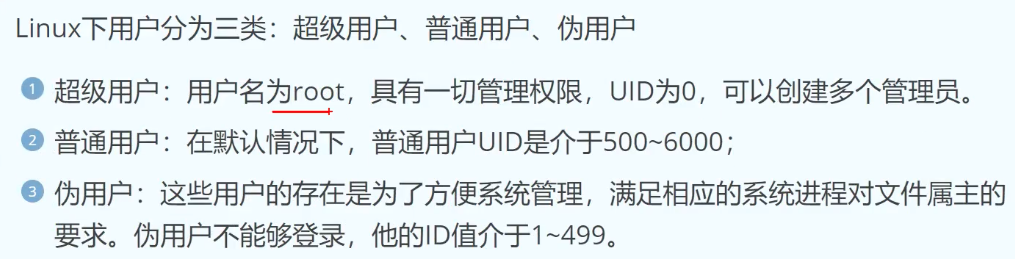 Linux下用户分为三类：超级用户、普通用户、伪用户
1 超级用户：用户名为root，具有一切管理权限，UID为0，可以创建多个管理员。
2 普通用户：在默认情况下，普通用户UID是介于500~6000；
3 伪用户：这些用户的存在是为了方便系统管理，满足相应的系统进程对文件属主的
要求。伪用户不能够登录，他的ID值介于1~499。